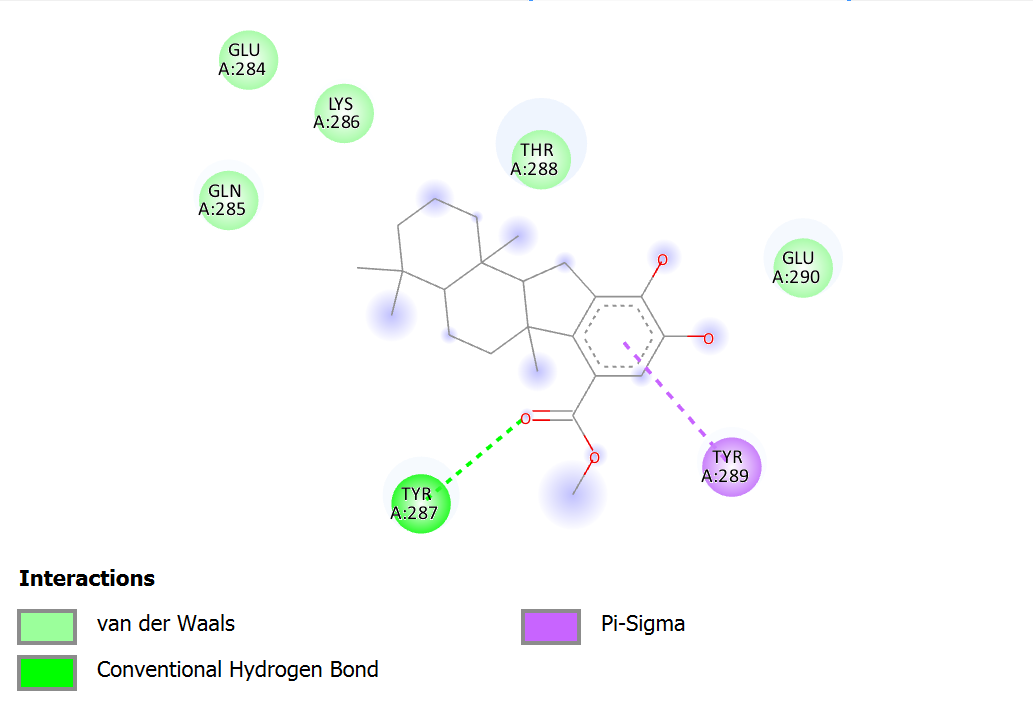 GLU
A:284
LYS
A:286
THR
A:288
GLN
A:285
GLU
A:290
O
O
O
O
TYR
A:289
TYR
A:287
Interactions
van der Waals
Pi-Sigma
Conventional Hydrogen Bond